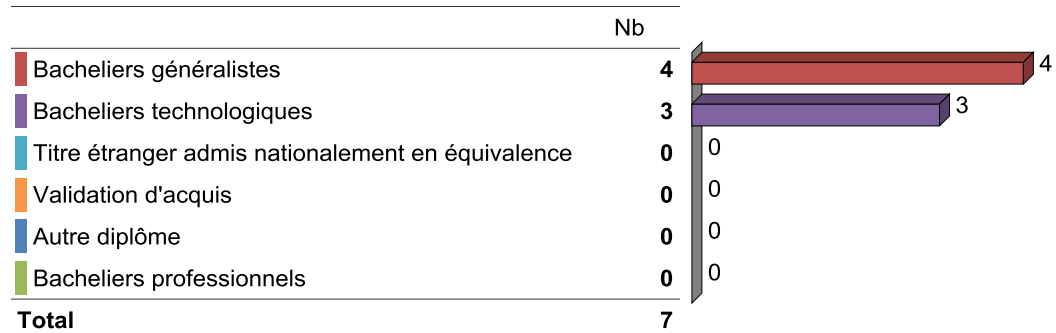 Nb
Bacheliers généralistes 4 4
Bacheliers technologiques 3 3
Titre étranger admis nationalement en équivalence 0 0
Validation d'acquis 0 0
Autre diplôme 0 0
Bacheliers professionnels 0 0
Total 7